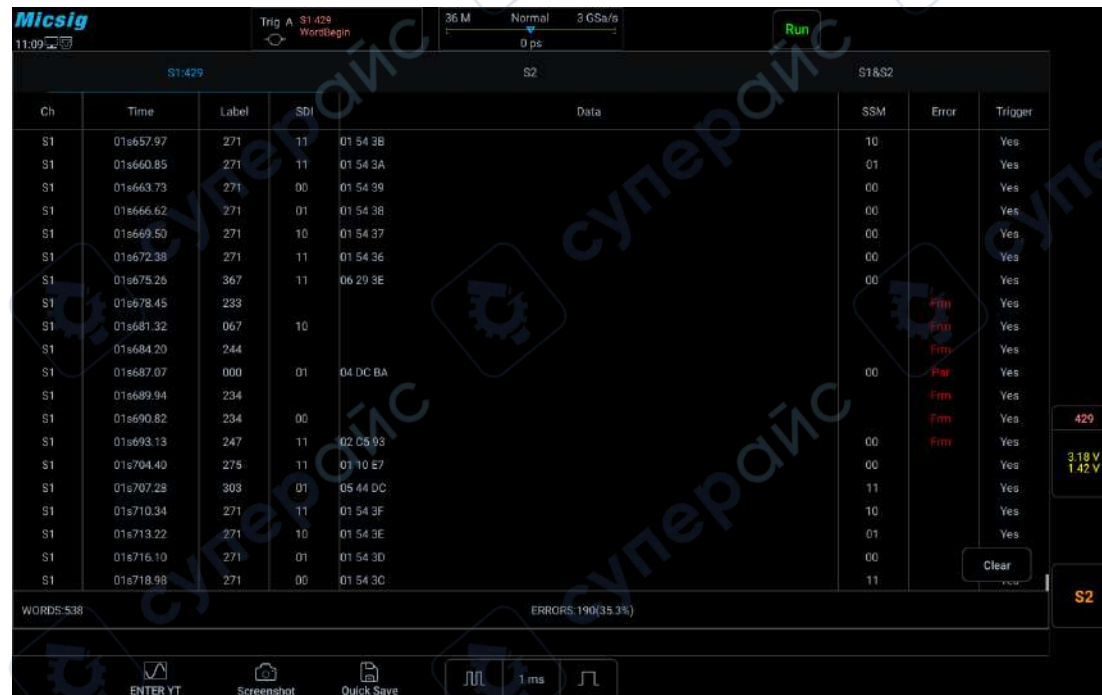 Micsig
11:09
Trig A S1:429 WordBegin
36 M Normal 3 GSa/s
0 ps
Run
S1:429 S2 S1&S2
Ch Time Label SDI Data SSM Error Trigger
S1 01s657.97 271 11 01 54 3B 10 Yes
S1 01s660.85 271 11 01 54 3A 01 Yes
S1 01s663.73 271 00 01 54 39 00 Yes
S1 01s666.62 271 01 01 54 38 00 Yes
S1 01s669.50 271 10 01 54 37 00 Yes
S1 01s672.38 271 11 01 54 36 00 Yes
S1 01s675.26 367 11 06 29 3E 00 Yes
S1 01s678.45 233 Frm Yes
S1 01s681.32 067 10 Frm Yes
S1 01s684.20 244 Frm Yes
S1 01s687.07 000 01 04 DC BA 00 Par Yes
S1 01s689.94 234 Frm Yes
S1 01s690.82 234 00 Frm Yes
S1 01s693.13 247 11 02 C5 93 00 Frm Yes
S1 01s704.40 275 11 01 10 E7 00 Yes
S1 01s707.28 303 01 05 44 DC 11 Yes
S1 01s710.34 271 11 01 54 3F 10 Yes
S1 01s713.22 271 10 01 54 3E 01 Yes
S1 01s716.10 271 01 01 54 3D 00
S1 01s718.98 271 00 01 54 3C 11
Clear
429
3.18 V
1.42 V
S2
WORDS:538 ERRORS:190(35.3%)
ENTER YT Screenshot Quick Save 1 ms
суперайс
суперайс
суперайс
суперайс
суперайс
суперайс